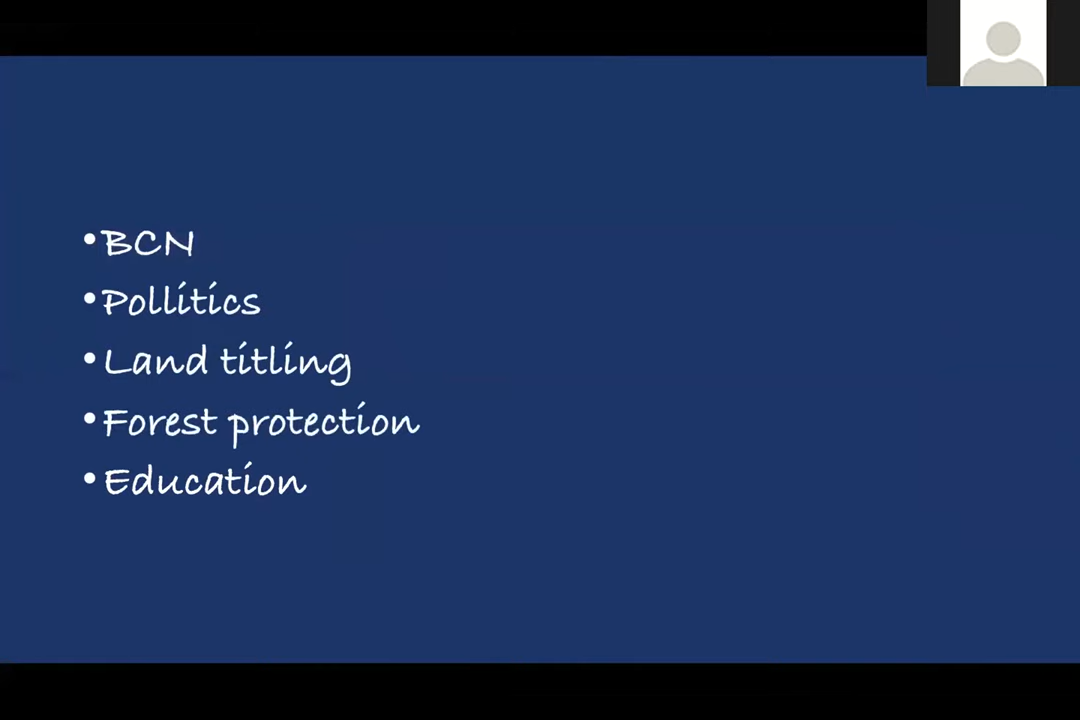 •BCN
•Pollitics
•Land titling
•Forest protection
•Education